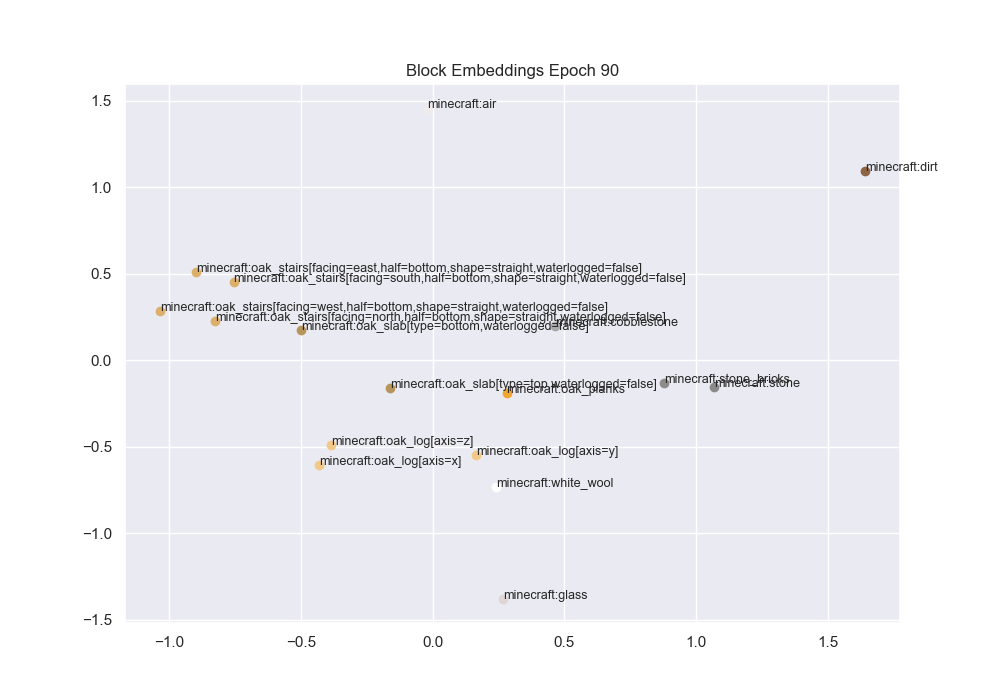 Block Embeddings Epoch 90
1.5
minecraft:air
minecraft:dirt
1.0
0.5
minecraft:oak_stairs[facing=east,half=bottom,shape=straight,waterlogged=false]
minecraft:oak_stairs[facing=south,half=bottom,shape=straight,waterlogged=false]
minecraft:oak_stairs[facing=west,half=bottom,shape=straight,waterlogged=false]
minecraft:oak_stairs[facing=north,half=bottom,shape=straight,waterlogged=false]
minecraft:cobblestone
minecraft:oak_slab[type=bottom,waterlogged=false]
0.0
minecraft:stone_bricks
minecraft:oak_slab[type=top,waterlogged=false]
minecraft:stone
minecraft:oak_planks
minecraft:oak_log[axis=z]
−0.5
minecraft:oak_log[axis=y]
minecraft:oak_log[axis=x]
minecraft:white_wool
−1.0
minecraft:glass
−1.5
−1.0 −0.5 0.0 0.5 1.0 1.5